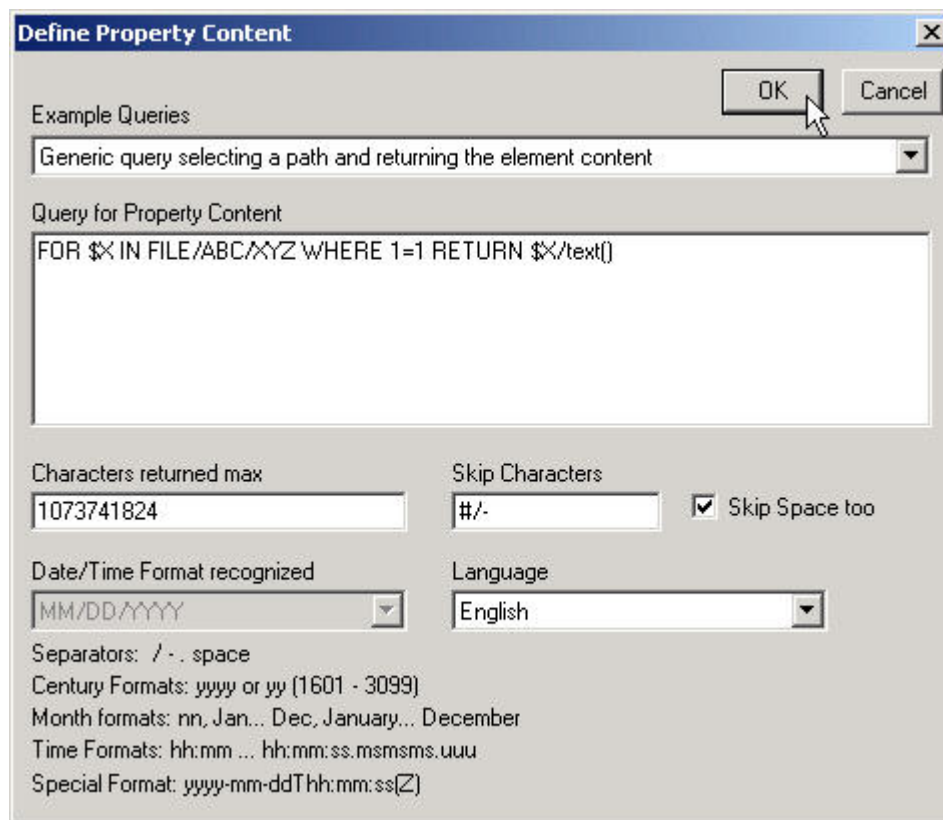 Define Property Content
OK Cancel
Example Queries
Generic query selecting a path and returning the element content
Query for Property Content
FOR $X IN FILE/ABC/XYZ WHERE 1=1 RETURN $X/text()
Characters returned max Skip Characters
1073741824 #/- Skip Space too
Date/Time Format recognized Language
MM/DD/YYYY English
Separators: / - . space
Century Formats: yyyy or yy (1601 - 3099)
Month formats: nn, Jan... Dec, January... December
Time Formats: hh:mm ... hh:mm:ss.msmsms.uuu
Special Format: yyyy-mm-ddThh:mm:ss(Z)